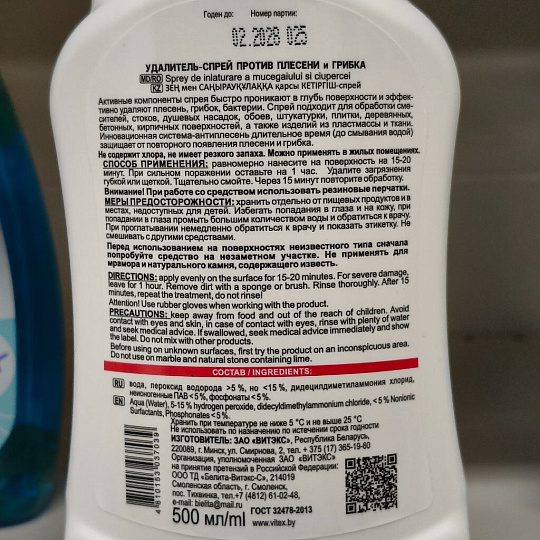 Годен до: Номер партии:
02.2028 025
УДАЛИТЕЛЬ-СПРЕЙ ПРОТИВ ПЛЕСЕНИ и ГРИБКА
MD/RO Sprey de inlaturare a mucegaiului si ciupercei
KZ ЗЕҢ мен САҢЫРАУҚҰЛАҚҚА қарсы КЕТІРГІШ-спрей
Активные компоненты спрея быстро проникают в глубь поверхности и эффек-
тивно удаляют плесень, грибок, бактерии. Спрей подходит для обработки сме-
сителей, стоков, душевых насадок, обоев, штукатурки, плитки, деревянных,
бетонных, кирпичных поверхностей, а также изделий из пластмассы и ткани.
Инновационная система-антиплесень длительное время (до смывания водой)
защищает от повторного появления плесени и грибка.
Не содержит хлора, не имеет резкого запаха. Можно применять в жилых помещениях.
СПОСОБ ПРИМЕНЕНИЯ: равномерно нанесите на поверхность на 15-20
минут. При сильном поражении оставьте на 1 час. Удалите загрязнения
губкой или щеткой. Тщательно смойте. Через 15 минут повторите обработку.
Внимание! При работе со средством использовать резиновые перчатки.
МЕРЫ ПРЕДОСТОРОЖНОСТИ: хранить отдельно от пищевых продуктов и в
местах, недоступных для детей. Избегать попадания в глаза и на кожу, при
попадании в глаза промыть большим количеством воды и обратиться к врачу.
При проглатывании немедленно обратиться к врачу и показать этикетку. Не
смешивать с другими средствами.
Перед использованием на поверхностях неизвестного типа сначала
попробуйте средство на незаметном участке. Не применять для
мрамора и натурального камня, содержащего известь.
DIRECTIONS: apply evenly on the surface for 15-20 minutes. For severe damage,
leave for 1 hour. Remove dirt with a sponge or brush. Rinse thoroughly. After 15
minutes, repeat the treatment, do not rinse!
Attention! Use rubber gloves when working with the product.
PRECAUTIONS: keep away from food and out of the reach of children. Avoid
contact with eyes and skin, in case of contact with eyes, rinse with plenty of water
and seek medical advice. If swallowed, seek medical advice immediately and show
the label. Do not mix with other products.
Before using on unknown surfaces, first try the product on an inconspicuous area.
Do not use on marble and natural stone containing lime.
СОСТАВ / INGREDIENTS:
RU вода, пероксид водорода >5 %, но <15 %, дидецилдиметиламмония хлорид,
неионогенные ПАВ <5 %, фосфонаты <5 %.
EN Aqua (Water), 5-15 % hydrogen peroxide, didecyldimethylammonium chloride, < 5 % Nonionic
Surfactants, Phosphonates < 5 %.
Хранить при температуре не ниже 5 °С и не выше 25 °С
Не использовать по назначению по истечении срока годности
ИЗГОТОВИТЕЛЬ: ЗАО «ВИТЭКС», Республика Беларусь,
220089, г. Минск, ул. Смирнова, 2, тел. + 375 (17) 365-19-60
Организация, уполномоченная ЗАО «ВИТЭКС»
на принятие претензий в Российской Федерации:
ООО ТД «Белита-Витэкс-С», 214019
Смоленская область, г. Смоленск,
пос. Тихвинка, тел.+7 (4812) 61-02-48,
e-mail: bielita@mail.ru
500 мл/ml ГОСТ 32478-2013
www.vitex.by
4 810153 037539